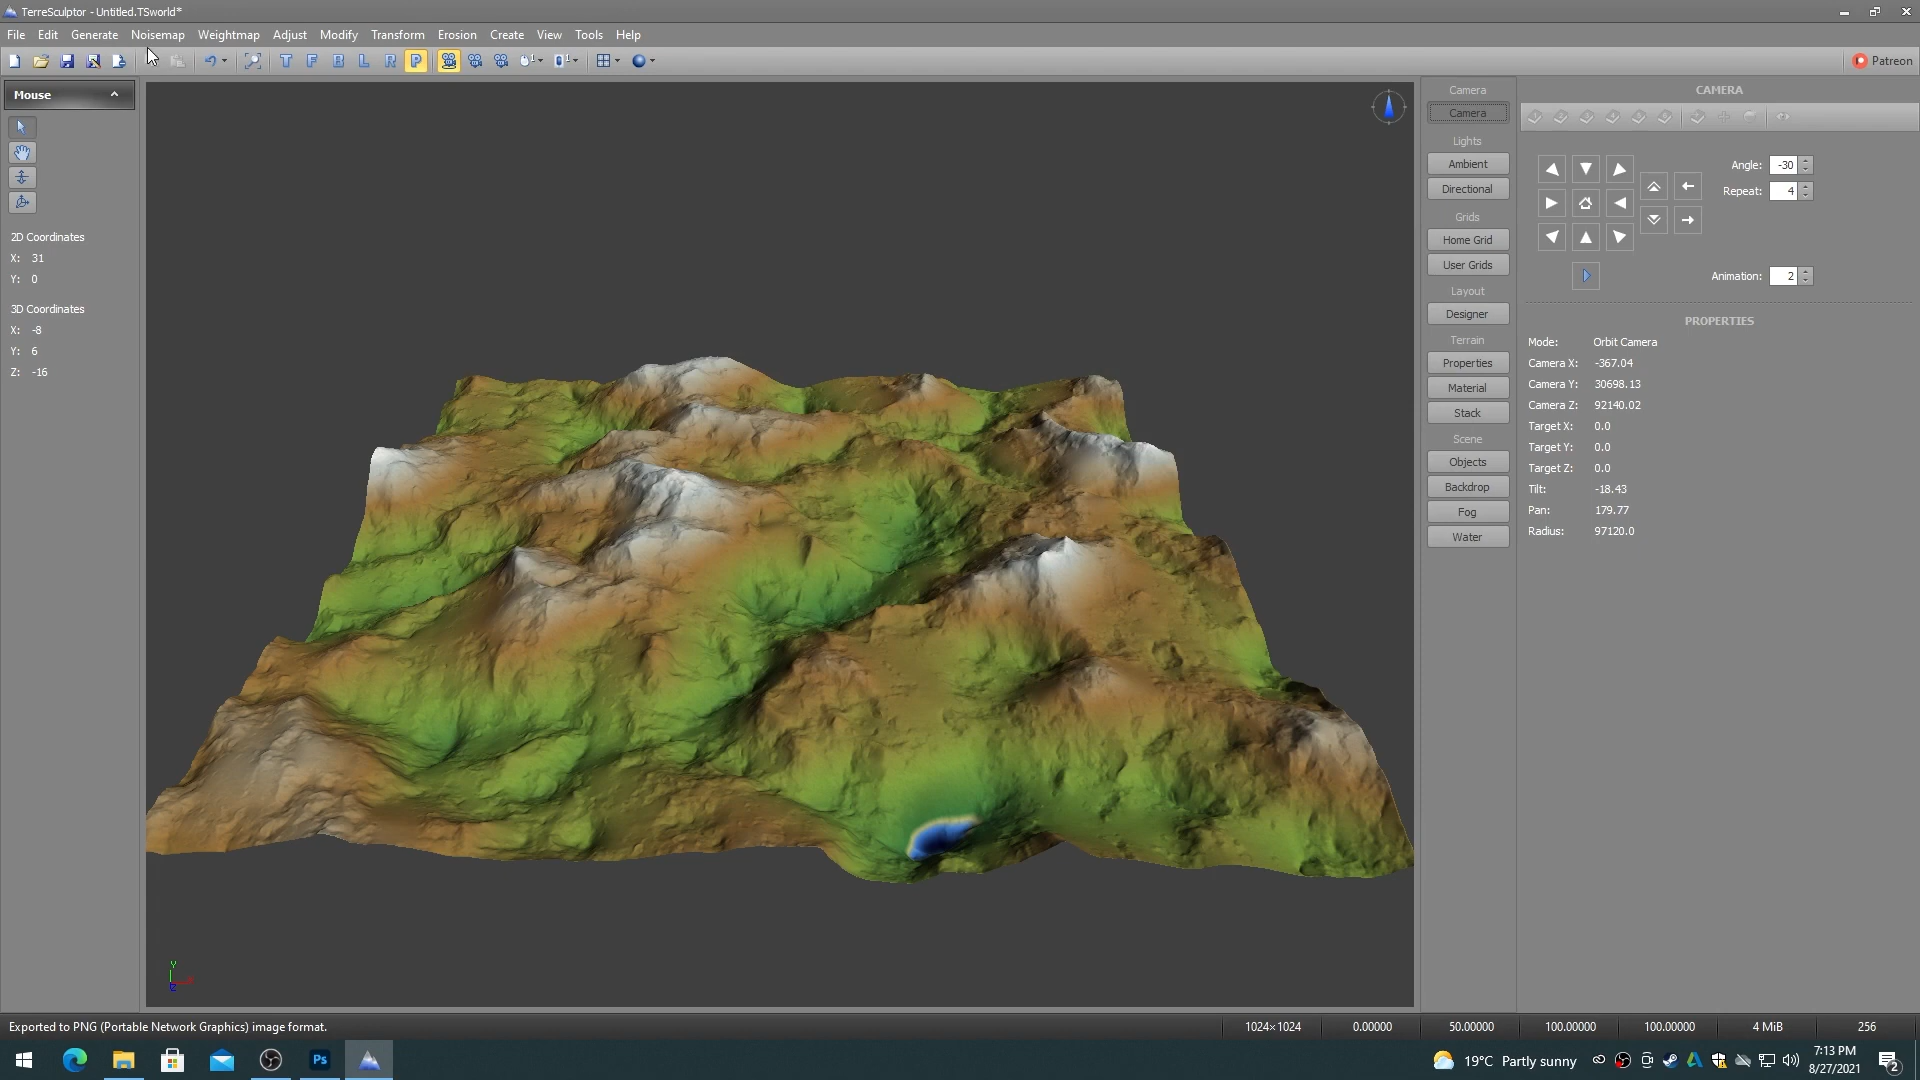 TerreSculptor - Untitled.TSworld*
File Edit Generate Noisemap Weightmap Adjust Modify Transform Erosion Create View Tools Help
T F B L R P
Patreon
Mouse
2D Coordinates
X: 31
Y: 0
3D Coordinates
X: -8
Y: 6
Z: -16
Y
Camera
Camera
Lights
Ambient
Directional
Grids
Home Grid
User Grids
Layout
Designer
Terrain
Properties
Material
Stack
Scene
Objects
Backdrop
Fog
Water
CAMERA
Angle: -30
Repeat: 4
Animation: 2
PROPERTIES
Mode: Orbit Camera
Camera X: -367.04
Camera Y: 30698.13
Camera Z: 92140.02
Target X: 0.0
Target Y: 0.0
Target Z: 0.0
Tilt: -18.43
Pan: 179.77
Radius: 97120.0
Exported to PNG (Portable Network Graphics) image format.
1024×1024 0.00000 50.00000 100.00000 100.00000 4 MiB 256
Ps
19°C Partly sunny
7:13 PM
8/27/2021
2